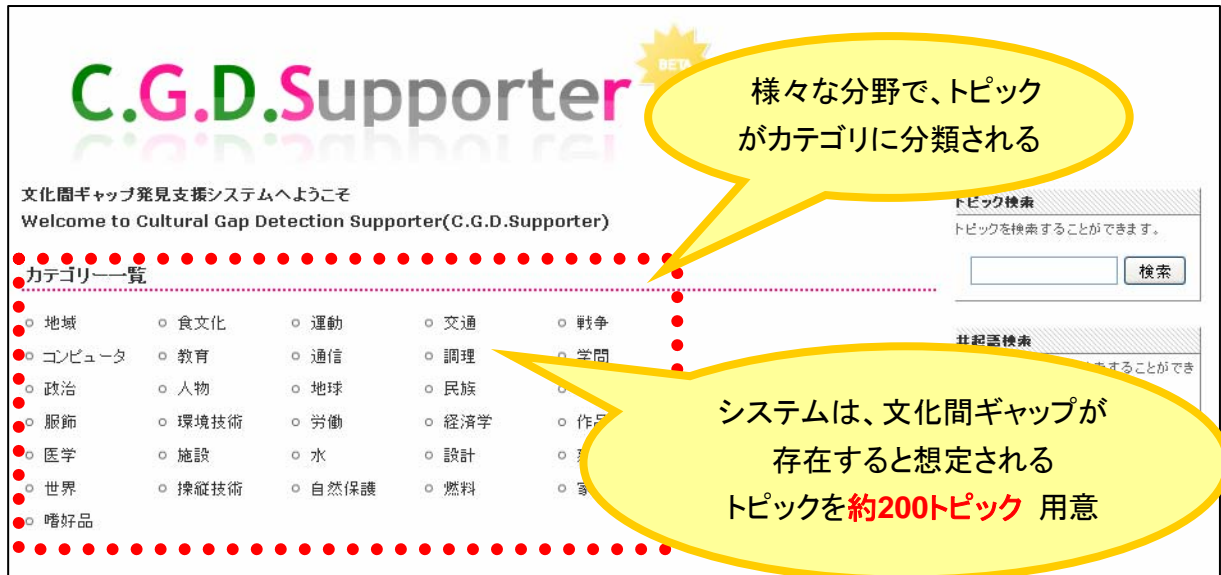 C.G.D.Supporter
BETA
様々な分野で、トピック
がカテゴリに分類される
文化間ギャップ発見支援システムへようこそ
Welcome to Cultural Gap Detection Supporter(C.G.D.Supporter)
トピック検索
トピックを検索することができます。
検索
カテゴリー一覧
地域 食文化 運動 交通 戦争
コンピュータ 教育 通信 調理 学問
政治 人物 地球 民族
服飾 環境技術 労働 経済学 作品
医学 施設 水 設計
世界 操縦技術 自然保護 燃料
嗜好品
共起語検索
することができ
システムは、文化間ギャップが
存在すると想定される
トピックを約200トピック 用意